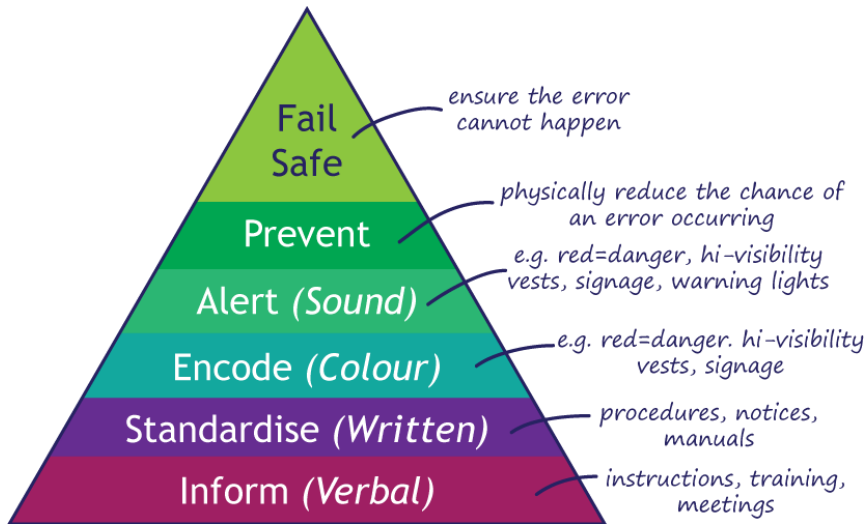 Fail
Safe
ensure the error
cannot happen
Prevent
physically reduce the chance of
an error occurring
Alert (Sound)
e.g. red=danger, hi-visibility
vests, signage, warning lights
Encode (Colour)
e.g. red=danger. hi-visibility
vests, signage
Standardise (Written)
procedures, notices,
manuals
Inform (Verbal)
instructions, training,
meetings